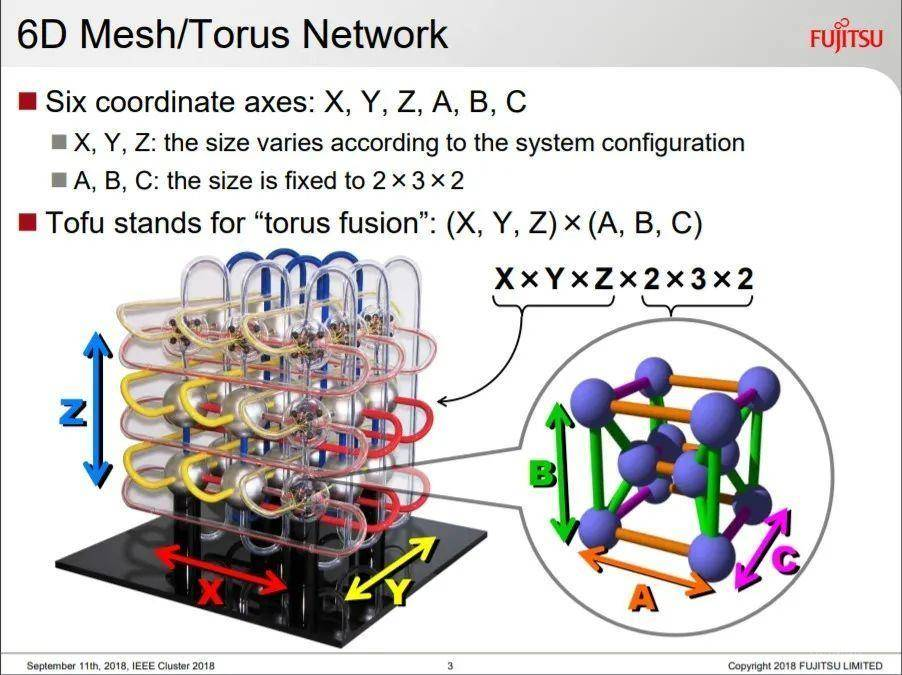 6D Mesh/Torus Network
FUJITSU
■ Six coordinate axes: X, Y, Z, A, B, C
■ X, Y, Z: the size varies according to the system configuration
■ A, B, C: the size is fixed to 2×3×2
■ Tofu stands for “torus fusion”: (X, Y, Z)×(A, B, C)
X×Y×Z×2×3×2
Z
X
Y
B
A
C
September 11th, 2018, IEEE Cluster 2018
3
Copyright 2018 FUJITSU LIMITED